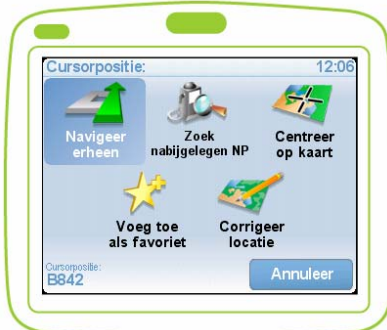 Cursorpositie: 12:06
Navigeer
erheen
Zoek
nabijgelegen NP
Centreer
op kaart
Voeg toe
als favoriet
Corrigeer
locatie
Cursorpositie:
B842
Annuleer